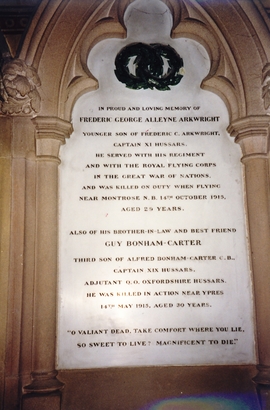 IN PROUD AND LOVING MEMORY OF
FREDERIC GEORGE ALLEYNE ARKWRIGHT
YOUNGER SON OF FREDERIC C. ARKWRIGHT,
CAPTAIN XI HUSSARS.
HE SERVED WITH HIS REGIMENT
AND WITH THE ROYAL FLYING CORPS
IN THE GREAT WAR OF NATIONS,
AND WAS KILLED ON DUTY WHEN FLYING
NEAR MONTROSE N.B. 14TH OCTOBER 1915,
AGED 29 YEARS.
ALSO OF HIS BROTHER-IN-LAW AND BEST FRIEND
GUY BONHAM-CARTER
THIRD SON OF ALFRED BONHAM-CARTER C.B.,
CAPTAIN XIX HUSSARS,
ADJUTANT Q.O. OXFORDSHIRE HUSSARS.
HE WAS KILLED IN ACTION NEAR YPRES
14TH MAY 1915, AGED 30 YEARS.
"O VALIANT DEAD, TAKE COMFORT WHERE YOU LIE,
SO SWEET TO LIVE? MAGNIFICENT TO DIE."